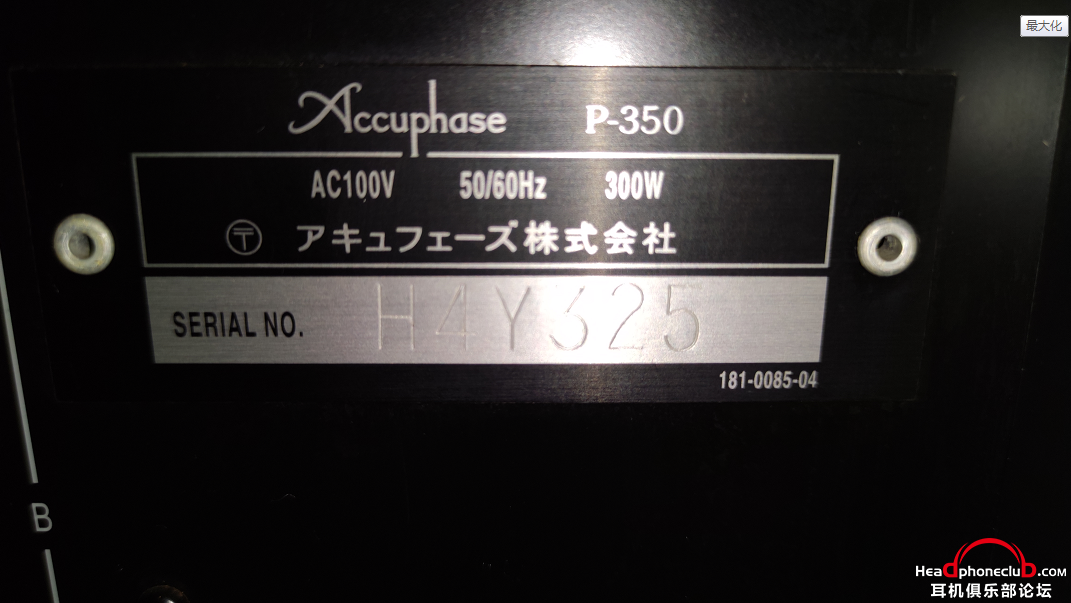 最大化
Accuphase P-350
AC100V 50/60Hz 300W
〒 アキュフェーズ株式会社
SERIAL NO. H4Y325
181-0085-04
B
Headphoneclub.com
耳机俱乐部论坛